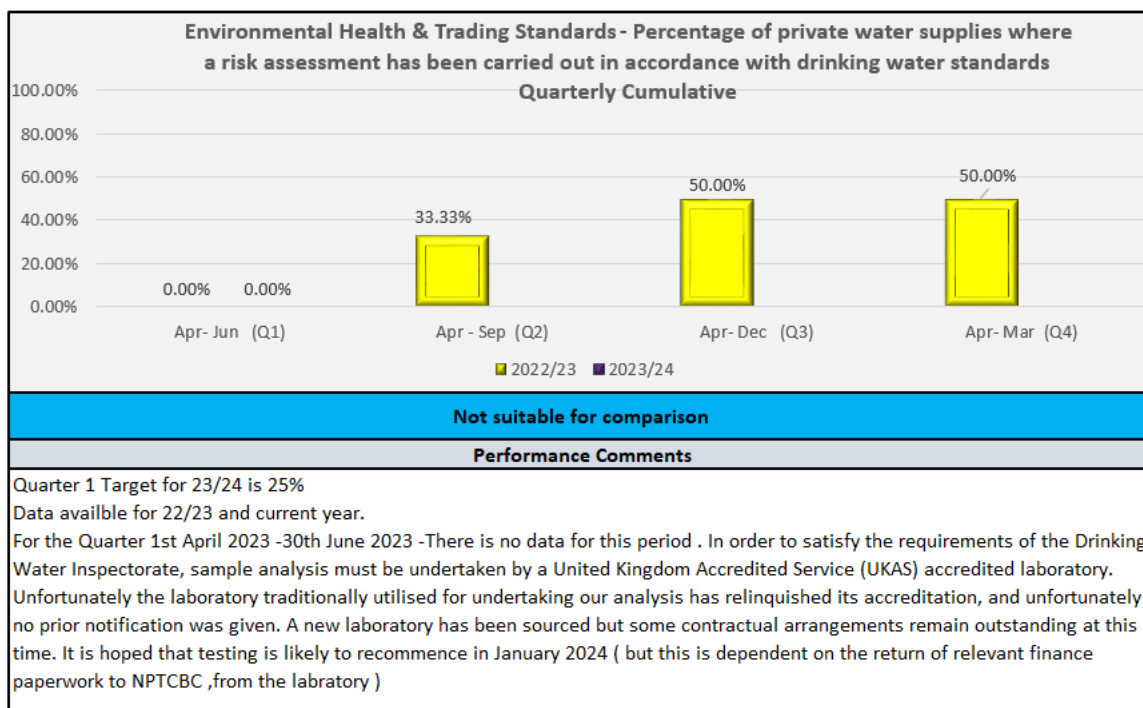 Environmental Health & Trading Standards - Percentage of private water supplies where
a risk assessment has been carried out in accordance with drinking water standards
Quarterly Cumulative
100.00%
80.00%
60.00%
40.00%
20.00%
0.00%
0.00%
0.00%
33.33%
50.00%
50.00%
Apr- Jun (Q1)
Apr - Sep (Q2)
Apr- Dec (Q3)
Apr- Mar (Q4)
2022/23
2023/24
Not suitable for comparison
Performance Comments
Quarter 1 Target for 23/24 is 25%
Data availble for 22/23 and current year.
For the Quarter 1st April 2023 -30th June 2023 -There is no data for this period . In order to satisfy the requirements of the Drinking
Water Inspectorate, sample analysis must be undertaken by a United Kingdom Accredited Service (UKAS) accredited laboratory.
Unfortunately the laboratory traditionally utilised for undertaking our analysis has relinquished its accreditation, and unfortunately
no prior notification was given. A new laboratory has been sourced but some contractual arrangements remain outstanding at this
time. It is hoped that testing is likely to recommence in January 2024 ( but this is dependent on the return of relevant finance
paperwork to NPTCBC ,from the labratory )